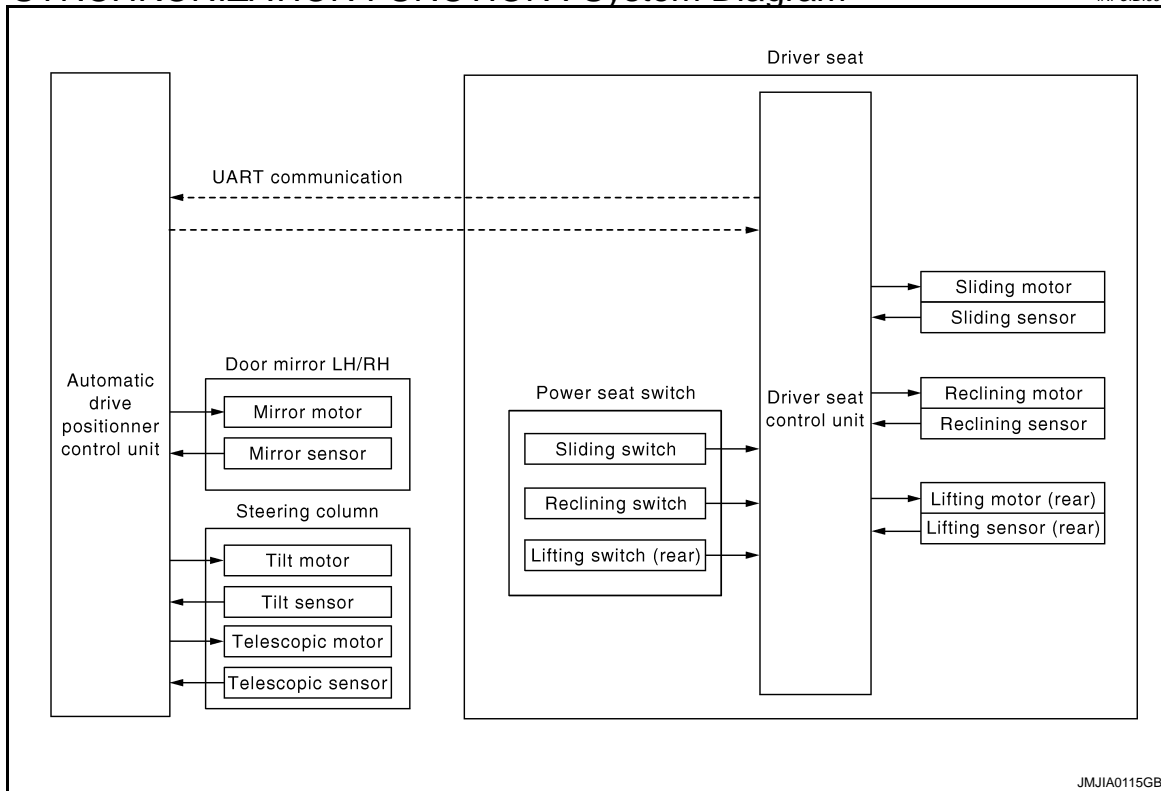 System Diagram
Driver seat
UART communication
Sliding motor
Sliding sensor
Door mirror LH/RH
Automatic
drive
positionner
control unit
Mirror motor
Mirror sensor
Power seat switch
Sliding switch
Reclining switch
Lifting switch (rear)
Driver seat
control unit
Reclining motor
Reclining sensor
Lifting motor (rear)
Lifting sensor (rear)
Steering column
Tilt motor
Tilt sensor
Telescopic motor
Telescopic sensor
JMJIA0115GB